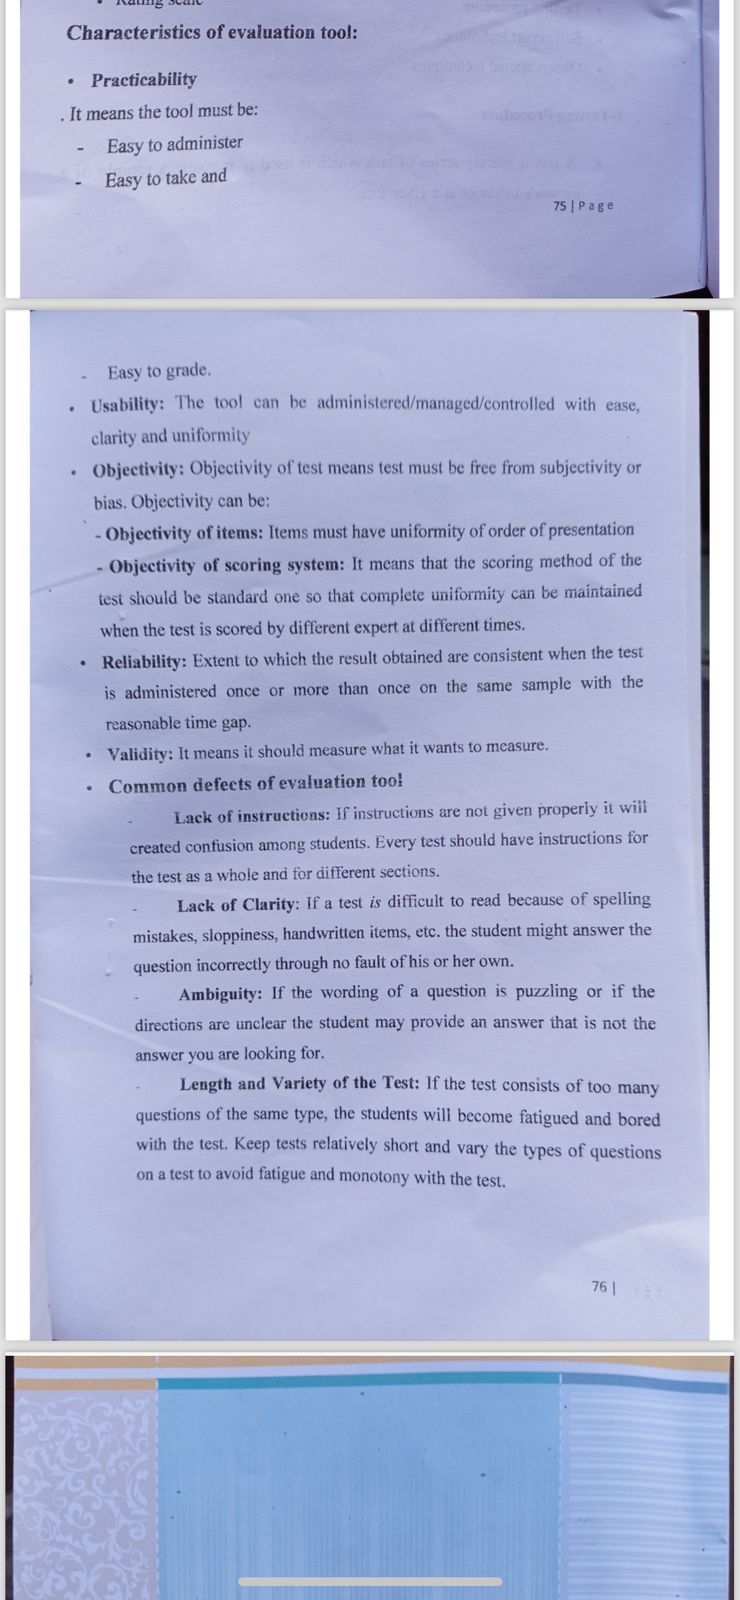 • Rating scale
Characteristics of evaluation tool:
• Practicability
. It means the tool must be:
- Easy to administer
- Easy to take and
75 | Page
- Easy to grade.
• Usability: The tool can be administered/managed/controlled with ease,
clarity and uniformity
• Objectivity: Objectivity of test means test must be free from subjectivity or
bias. Objectivity can be:
- Objectivity of items: Items must have uniformity of order of presentation
- Objectivity of scoring system: It means that the scoring method of the
test should be standard one so that complete uniformity can be maintained
when the test is scored by different expert at different times.
• Reliability: Extent to which the result obtained are consistent when the test
is administered once or more than once on the same sample with the
reasonable time gap.
• Validity: It means it should measure what it wants to measure.
• Common defects of evaluation tool
- Lack of instructions: If instructions are not given properly it will
created confusion among students. Every test should have instructions for
the test as a whole and for different sections.
- Lack of Clarity: If a test is difficult to read because of spelling
mistakes, sloppiness, handwritten items, etc. the student might answer the
question incorrectly through no fault of his or her own.
- Ambiguity: If the wording of a question is puzzling or if the
directions are unclear the student may provide an answer that is not the
answer you are looking for.
- Length and Variety of the Test: If the test consists of too many
questions of the same type, the students will become fatigued and bored
with the test. Keep tests relatively short and vary the types of questions
on a test to avoid fatigue and monotony with the test.
76 |